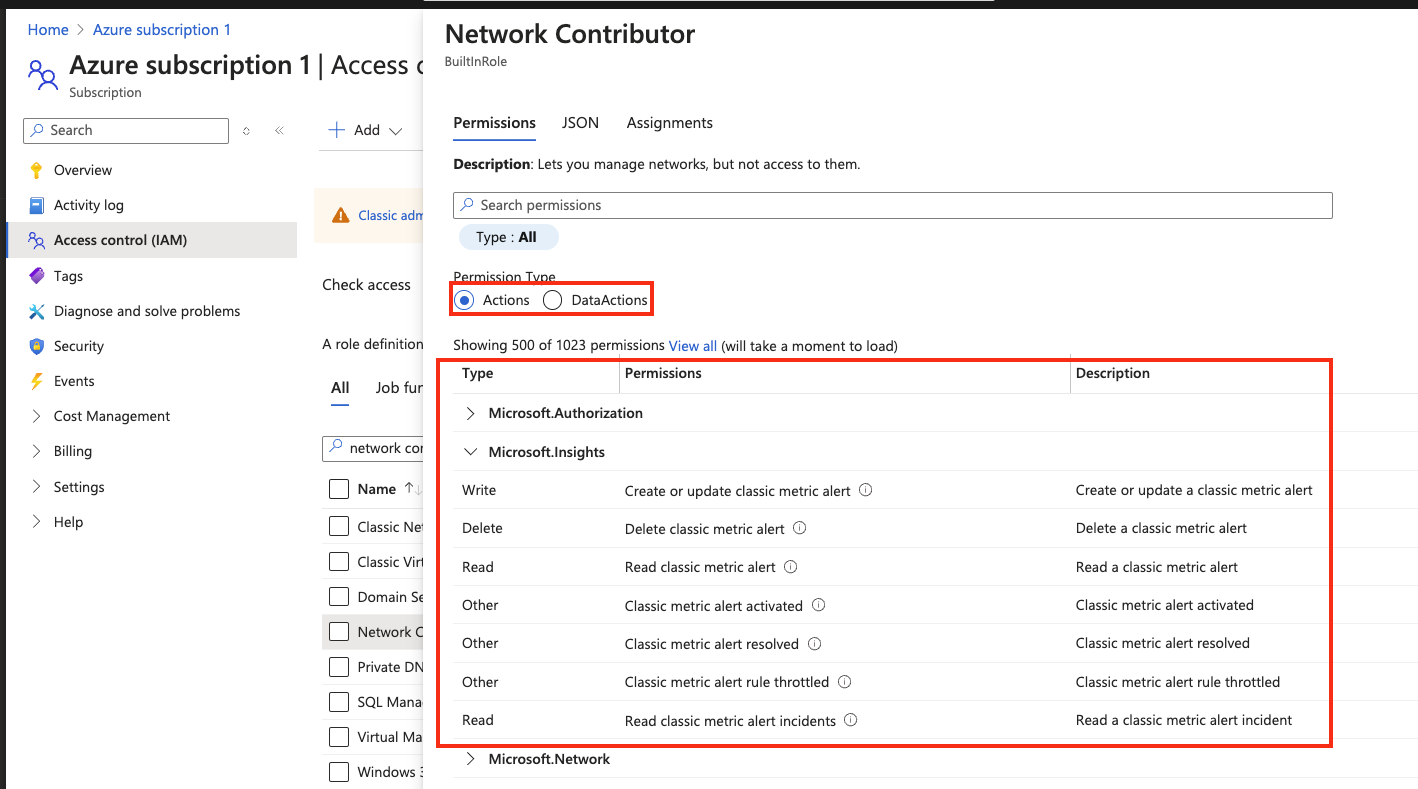 Home > Azure subscription 1
Azure subscription 1 | Access c
Subscription
Search
Overview
Activity log
Access control (IAM)
Tags
Diagnose and solve problems
Security
Events
Cost Management
Billing
Settings
Help
Add
Classic adm
Check access
A role definition
All Job fun
network con
Name
Classic Net
Classic Virt
Domain Se
Network C
Private DN
SQL Mana
Virtual Ma
Windows 3
Network Contributor
BuiltInRole
Permissions JSON Assignments
Description: Lets you manage networks, but not access to them.
Search permissions
Type : All
Permission Type
Actions DataActions
Showing 500 of 1023 permissions View all (will take a moment to load)
Type Permissions Description
Microsoft.Authorization
Microsoft.Insights
Write Create or update classic metric alert Create or update a classic metric alert
Delete Delete classic metric alert Delete a classic metric alert
Read Read classic metric alert Read a classic metric alert
Other Classic metric alert activated Classic metric alert activated
Other Classic metric alert resolved Classic metric alert resolved
Other Classic metric alert rule throttled Classic metric alert rule throttled
Read Read classic metric alert incidents Read a classic metric alert incident
Microsoft.Network